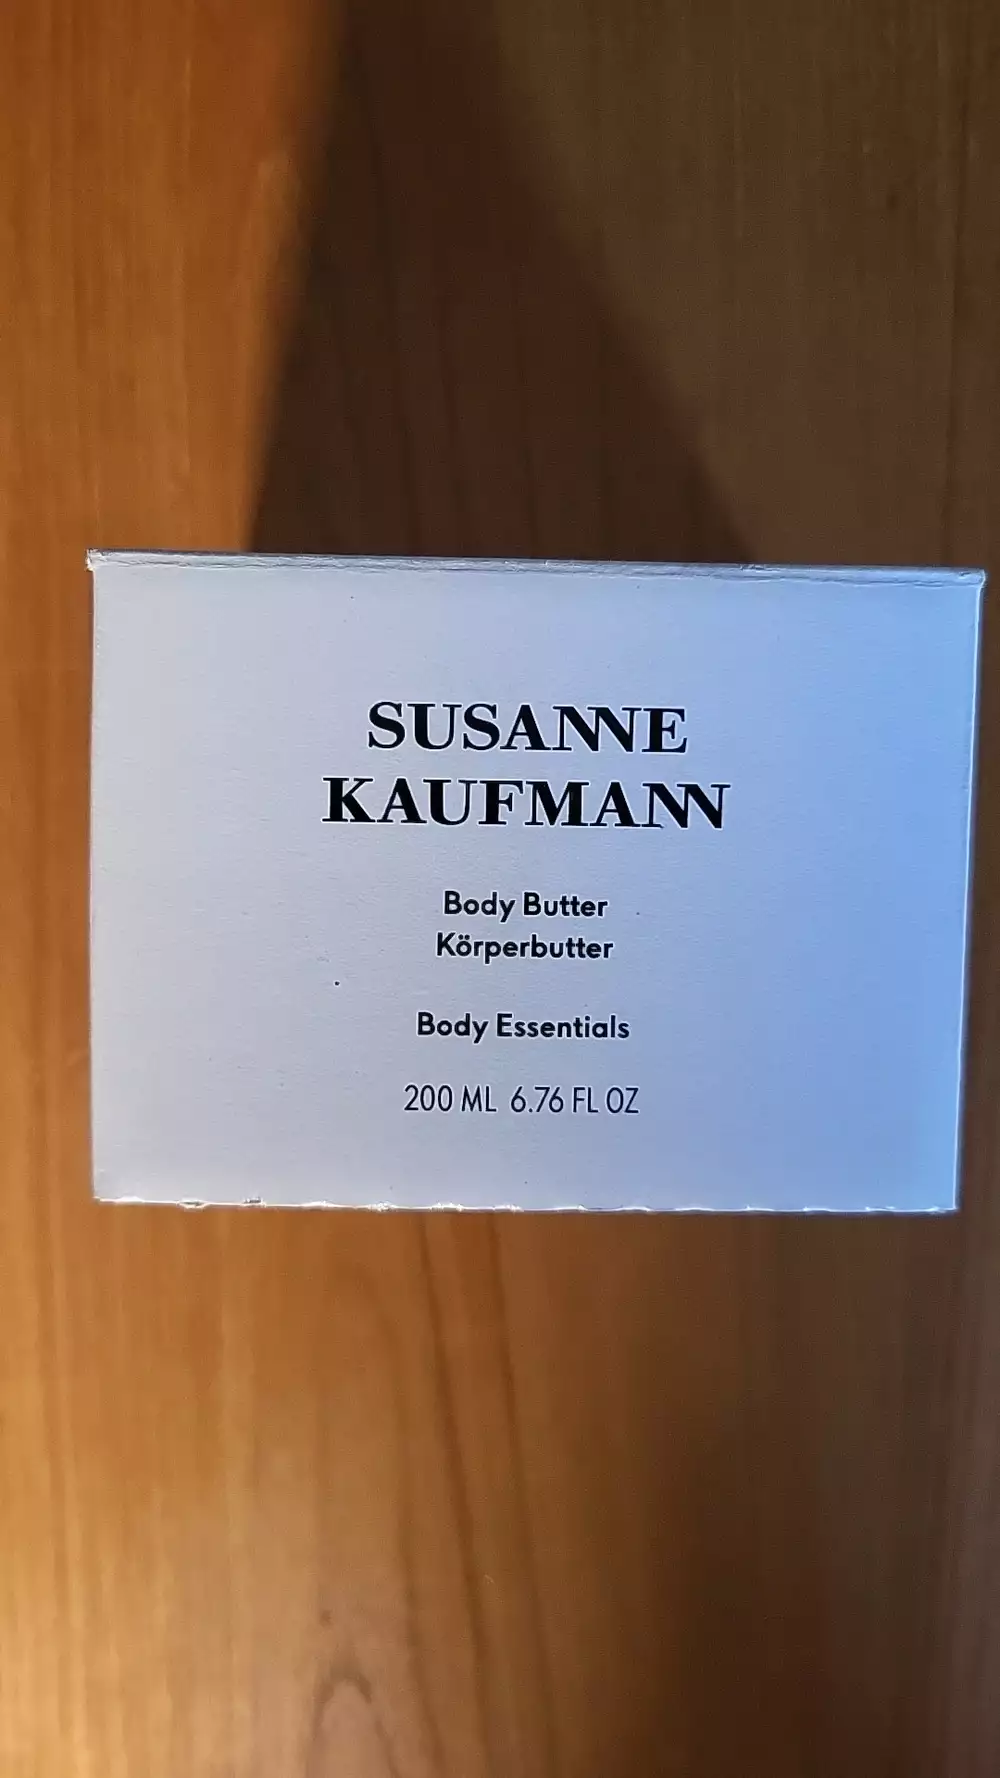 SUSANNE
KAUFMANN
Body Butter
Körperbutter
Body Essentials
200 ML 6.76 FL OZ